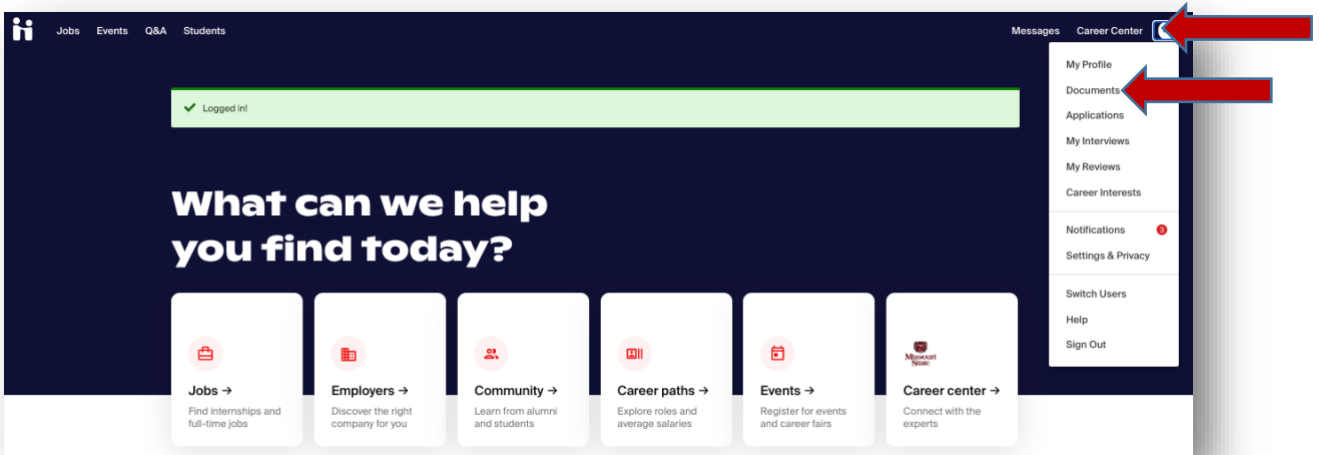 Jobs Events Q&A Students Messages Career Center
My Profile
Documents
Applications
My Interviews
My Reviews
Career Interests
Notifications 3
Settings & Privacy
Switch Users
Help
Sign Out
Logged in!
What can we help
you find today?
Jobs →
Find internships and
full-time jobs
Employers →
Discover the right
company for you
Community →
Learn from alumni
and students
Career paths →
Explore roles and
average salaries
Events →
Register for events
and career fairs
Missouri
State
Career center →
Connect with the
experts